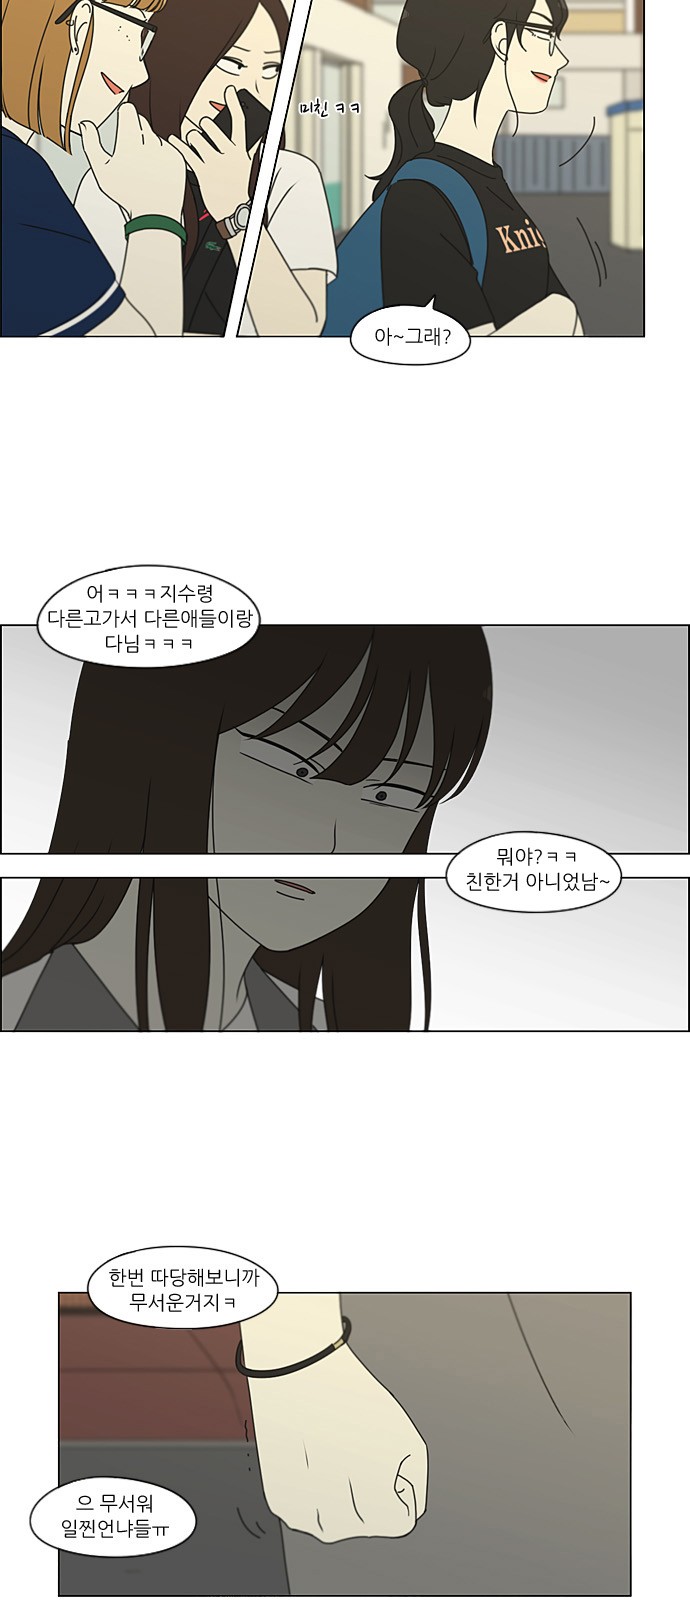 미친 ㅋㅋ
Knig
아~그래?
어ㅋㅋㅋ지수령
다른고가서 다른애들이랑
다님ㅋㅋㅋ
뭐야?ㅋㅋ
친한거 아니었남~
한번 따당해보니까
무서운거지ㅋ
으 무서워
일찐언냐들ㅠ